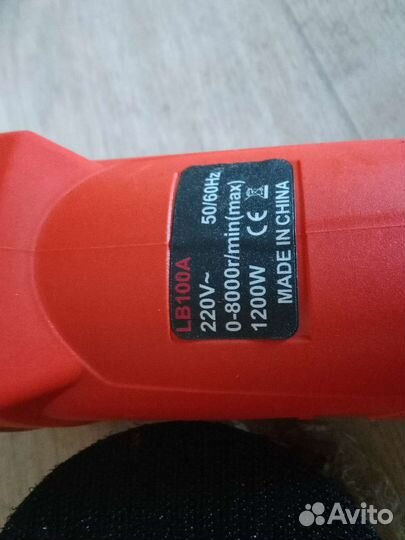 LB100A
220V~ 50/60Hz
0-8000r/min(max)
1200W CE
MADE IN CHINA
Avito